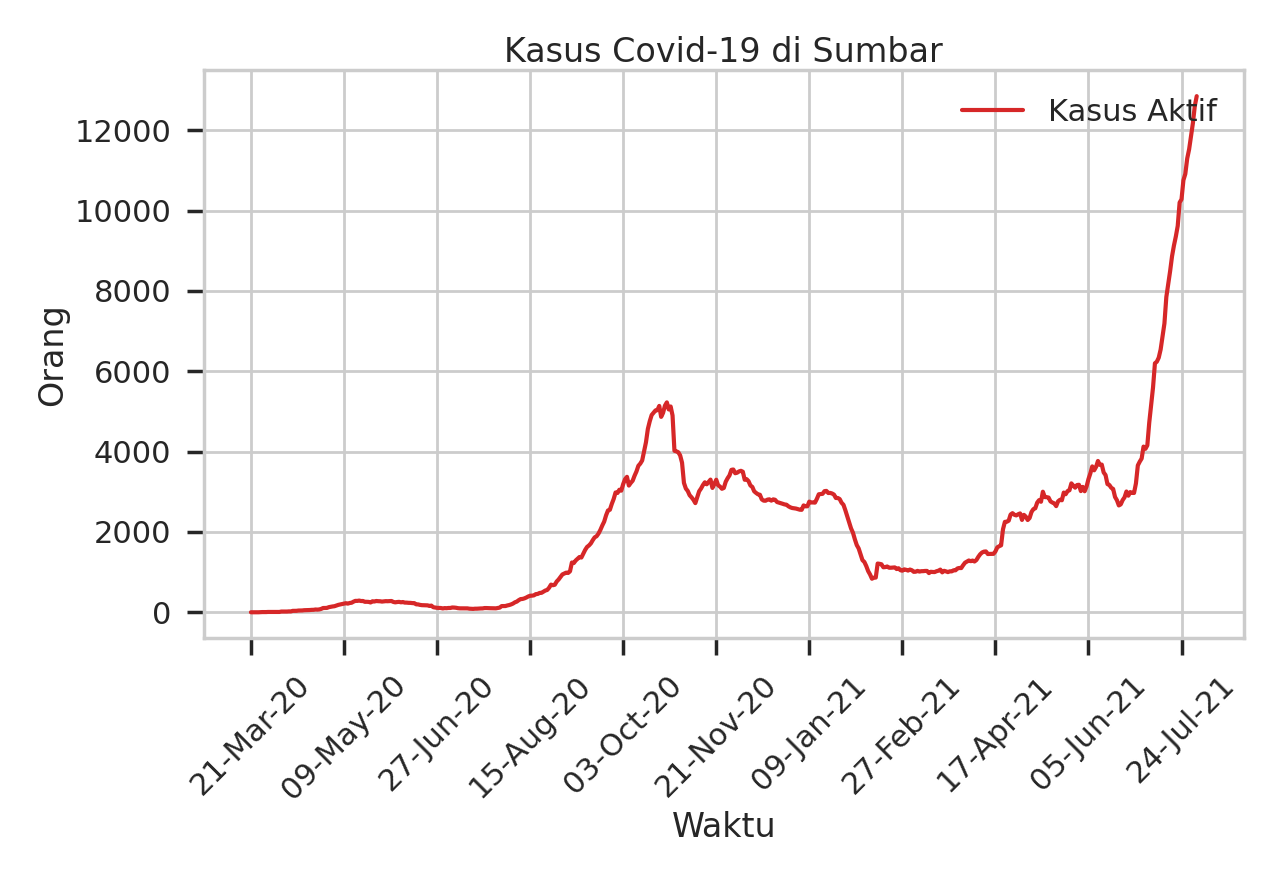 Kasus Covid-19 di Sumbar
Kasus Aktif
12000
10000
8000
6000
4000
2000
0
Orang
21-Mar-20
09-May-20
27-Jun-20
15-Aug-20
03-Oct-20
21-Nov-20
09-Jan-21
27-Feb-21
17-Apr-21
05-Jun-21
24-Jul-21
Waktu